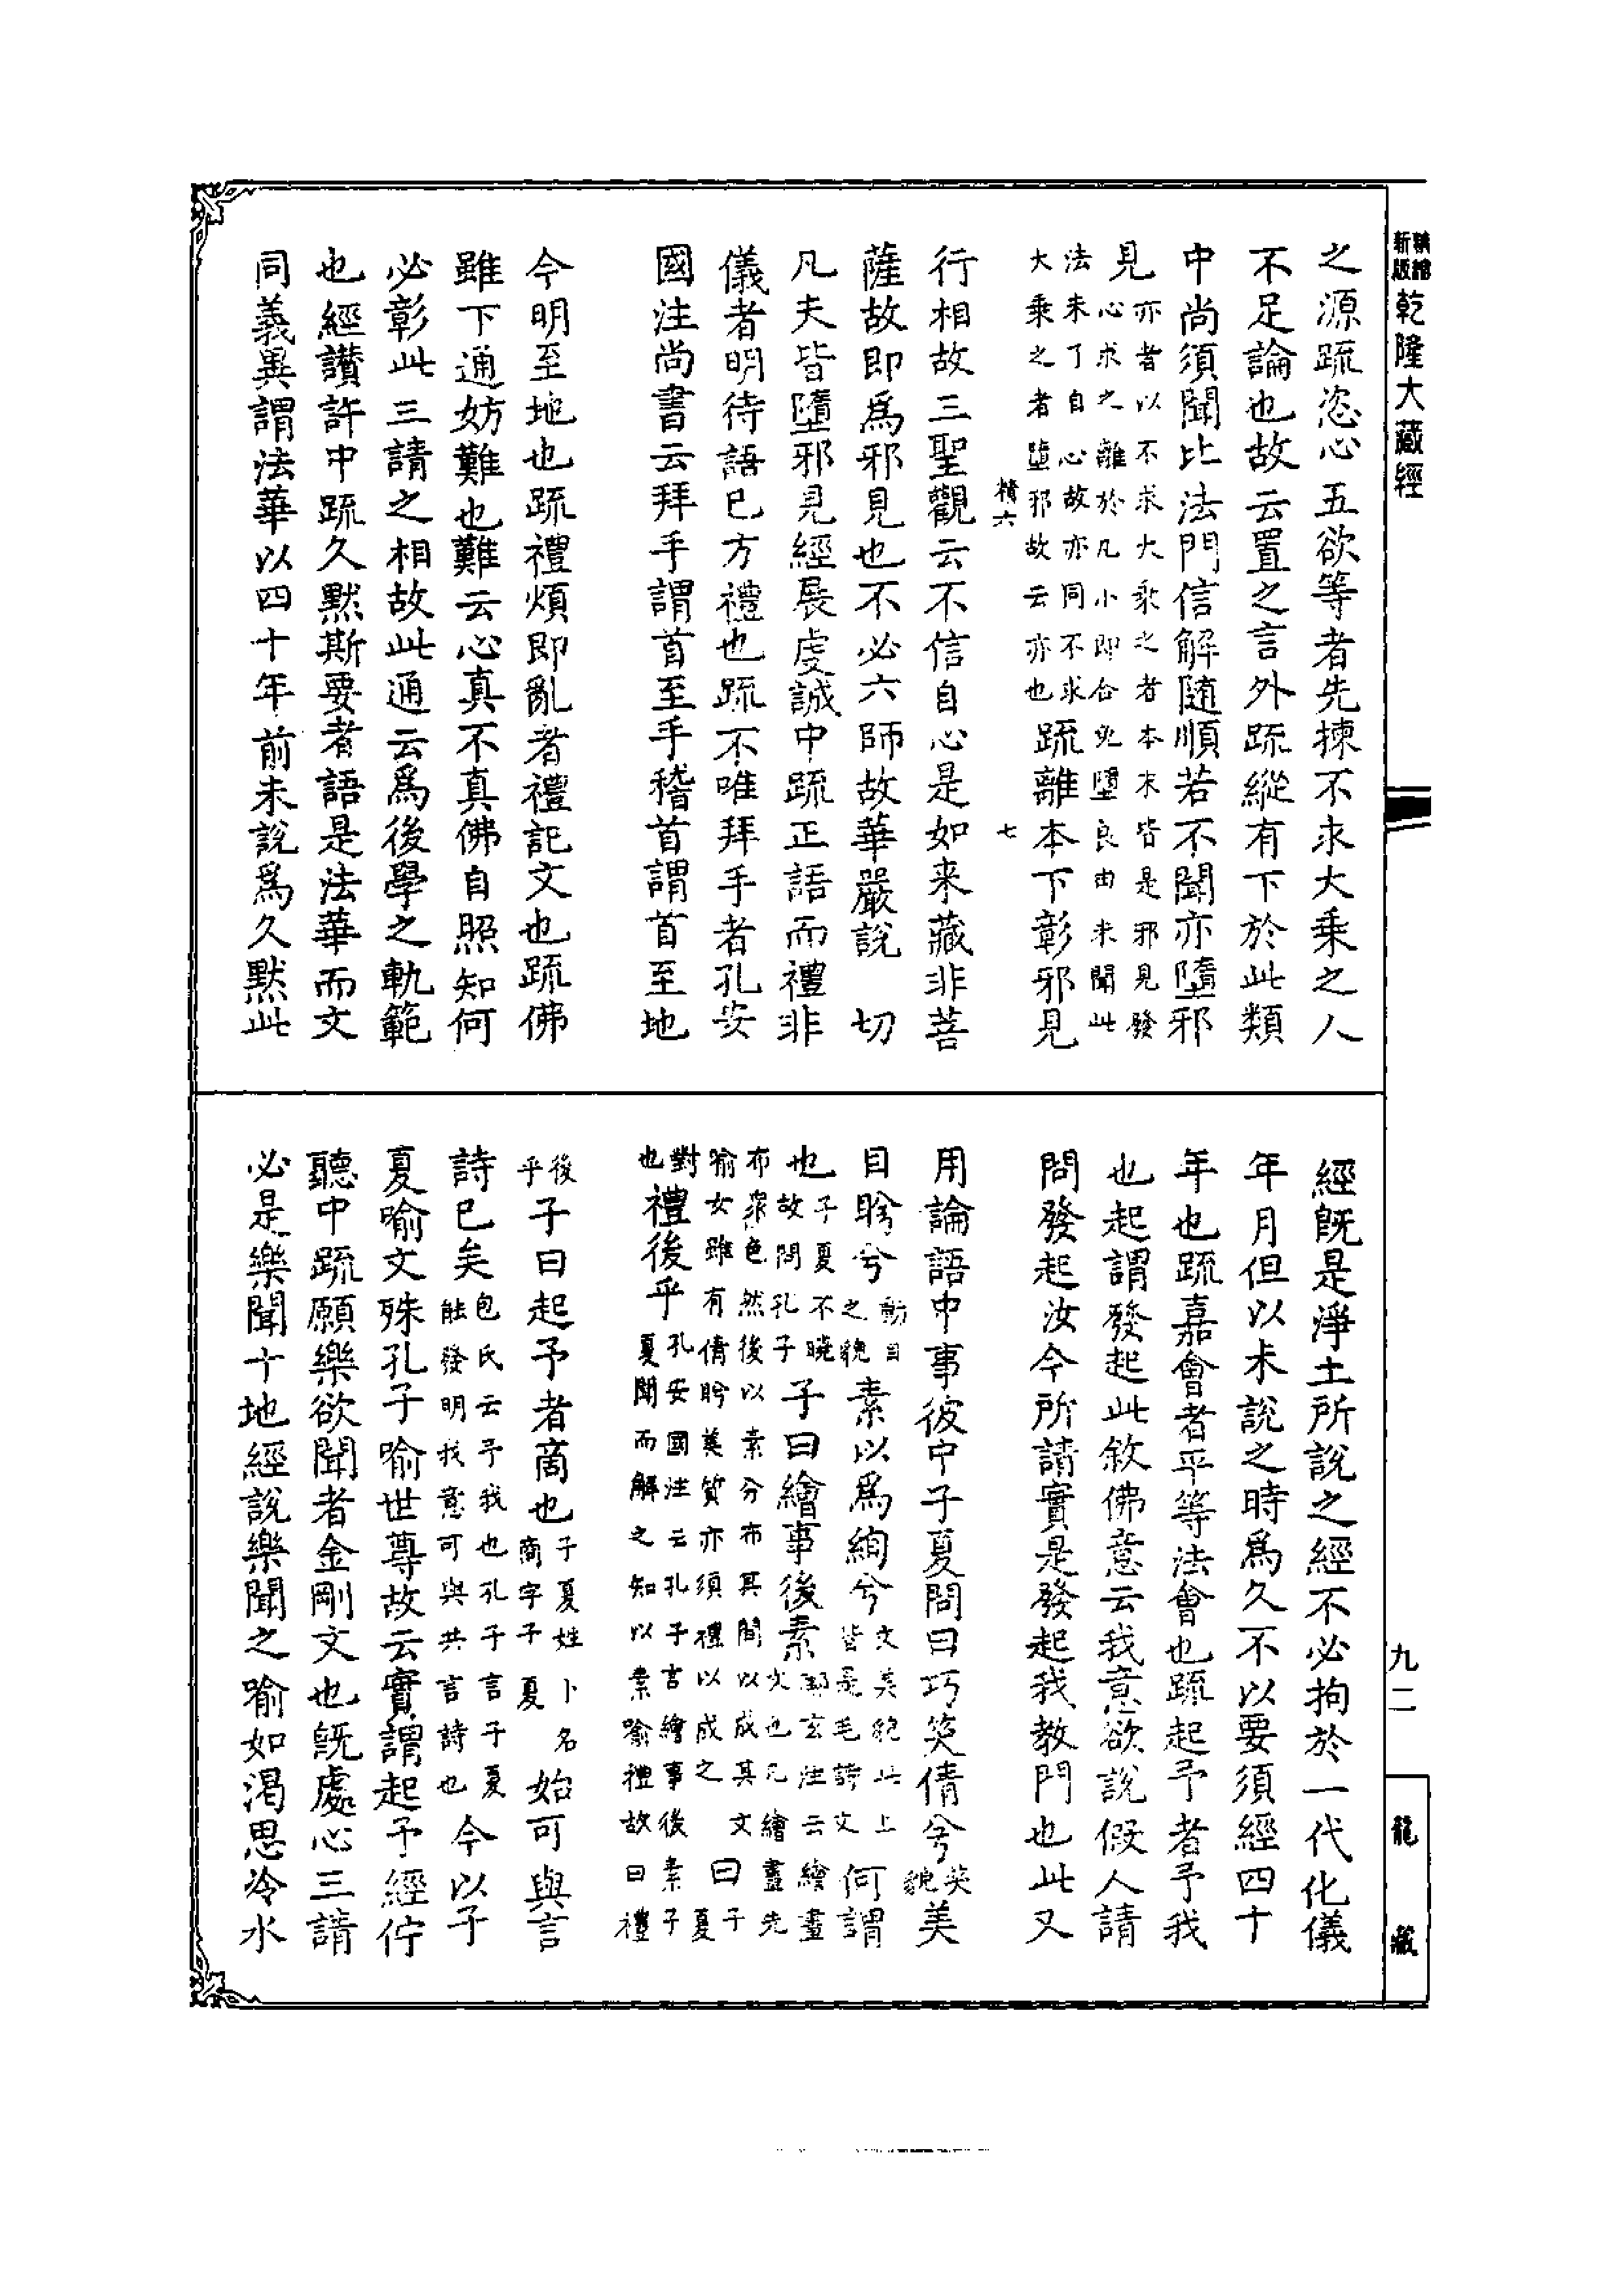 新版
精繪
乾隆大藏經
之源疏恣心五欲等者先揀不求大乘之人
不足論也故云置之言外疏縱有下於此類
中尚須聞比法門信解随順若不聞亦墮邪
見亦者以不求大乘之者本末皆是邪見發
心求之離於凡小即合免墮良由未聞此
法未了自心故亦同不求
大乘之者墮邪故云亦也疏離本下彰邪見
積六 七
行相故三聖觀云不信自心是如来藏非菩
薩故即爲邪見也不必六師故華嚴說 切
凡夫皆墮邪見經展虔誠中疏正語而禮非
儀者明待語已方禮也疏不唯拜手者孔安
國注尚書云拜手謂首至手稽首謂首至地
今明至地也疏禮煩即亂者禮記文也疏佛
雖下通妨難也難云心真不真佛自照知何
必彰此三請之相故此通云爲後學之軌範
也經讚許中疏久黙斯要者語是法華而文
同義異謂法華以四十年前未說爲久黙此
經既是淨土所說之經不必拘於一代化儀
年月但以未說之時爲久不以要須經四十
年也疏嘉會者平等法會也疏起予者予我
也起謂發起此敘佛意云我意欲說假人請
問發起汝今所請實是發起我教門也此又
用論語中事彼中子夏問曰巧笑倩兮笑貌美
目盻兮動目之貌素以爲絢兮文美貌此上皆是毛詩文何謂
也子夏不曉故問孔子子曰繪事後素鄭玄注云繪畫文也凡繪畫先
布衆色然後以素分布其間以成其文
喻女雖有倩盻美質亦須禮以成之曰子夏
對孔安國注云孔子言繪事後素子
也禮後乎夏聞而解之知以素喻禮故曰禮
後乎子曰起予者啇也子夏姓卜名商字子夏始可與言
詩已矣包氏云予我也孔子言子夏能發明我意可與共言詩也今以子
夏喻文殊孔子喻世尊故云實謂起予經佇
聽中疏願樂欲聞者金剛文也既處心三請
必是樂聞十地經說樂聞之喻如渴思冷水
九二
龍藏